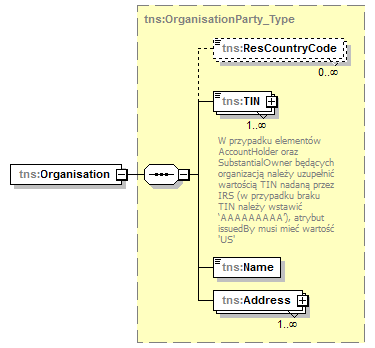 tns:OrganisationParty_Type
tns:ResCountryCode
0..∞
tns:TIN
1..∞
W przypadku elementów
AccountHolder oraz
SubstantialOwner będących
organizacją należy uzupełnić
wartością TIN nadaną przez
IRS (w przypadku braku
TIN należy wstawić
‘AAAAAAAAA’), atrybut
issuedBy musi mieć wartość
‘US'
tns:Organisation
tns:Name
tns:Address
1..∞